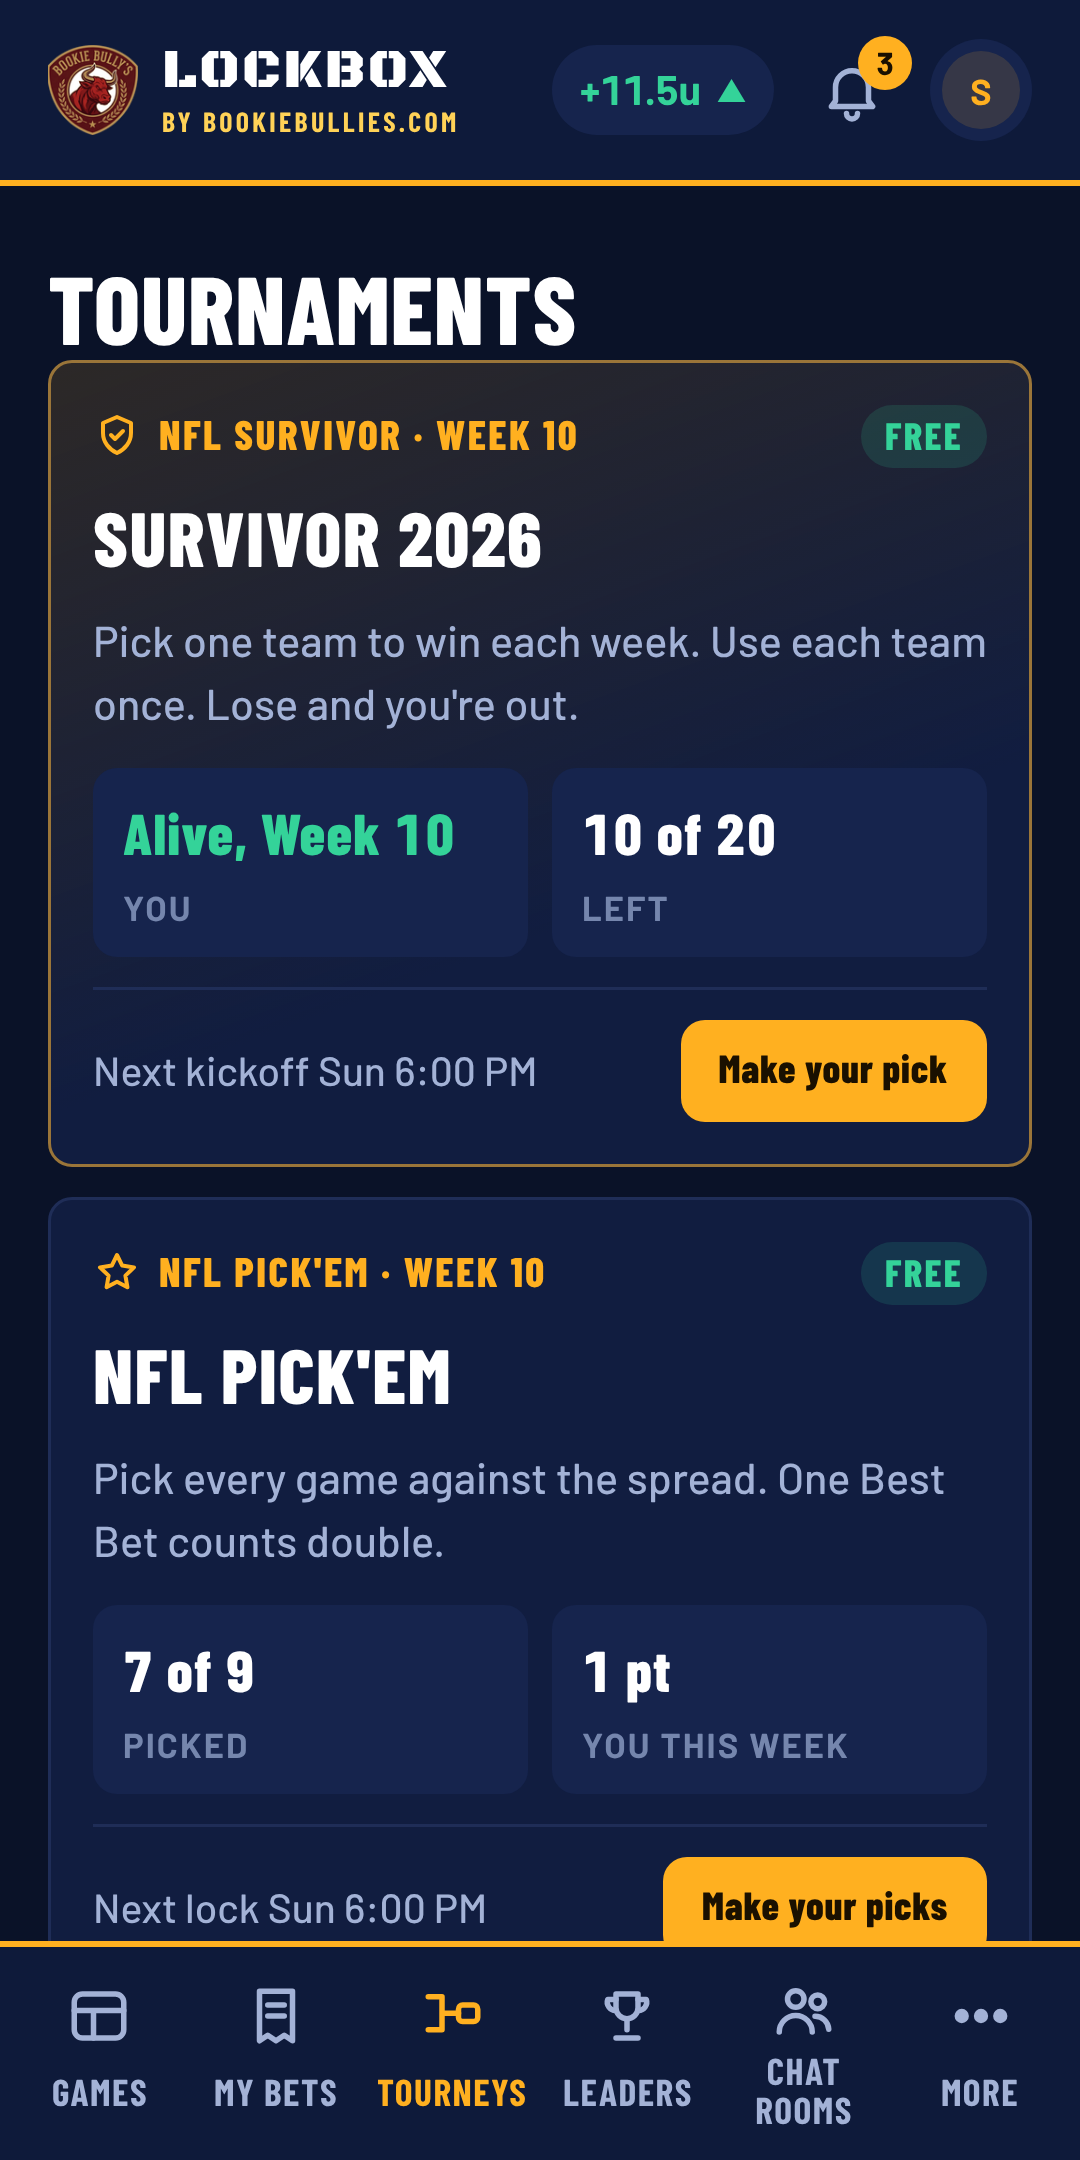 BOOKIE BULLY'S
LOCKBOX
BY BOOKIEBULLIES.COM
+11.5u ▲
3
S
TOURNAMENTS
NFL SURVIVOR · WEEK 10
FREE
SURVIVOR 2026
Pick one team to win each week. Use each team
once. Lose and you're out.
Alive, Week 10
YOU
10 of 20
LEFT
Next kickoff Sun 6:00 PM
Make your pick
NFL PICK'EM · WEEK 10
FREE
NFL PICK'EM
Pick every game against the spread. One Best
Bet counts double.
7 of 9
PICKED
1 pt
YOU THIS WEEK
Next lock Sun 6:00 PM
Make your picks
GAMES
MY BETS
TOURNEYS
LEADERS
CHAT
ROOMS
MORE